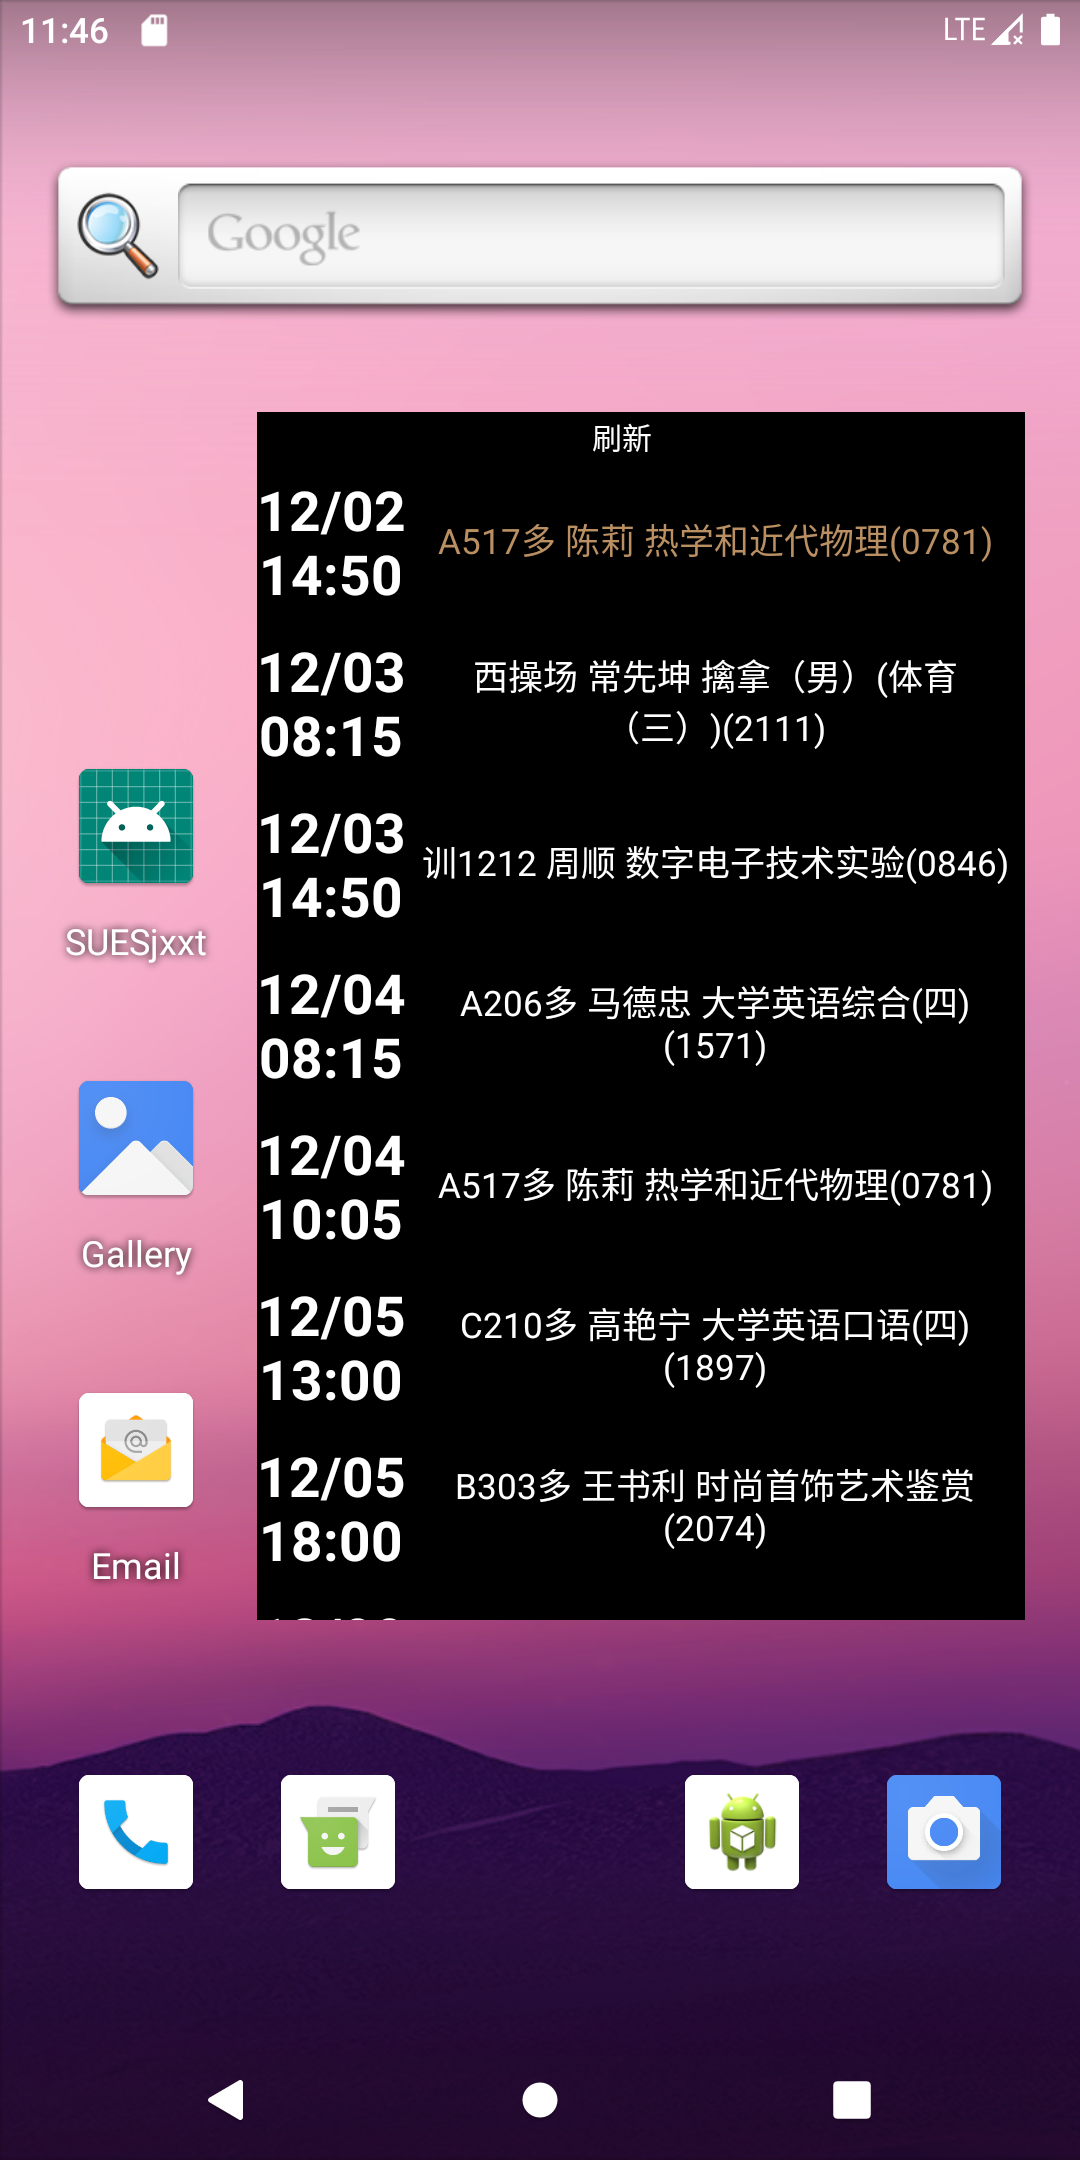 11:46
LTE
Google
刷新
12/02
14:50
A517多 陈莉 热学和近代物理(0781)
12/03
08:15
西操场 常先坤 擒拿（男）(体育
（三）)(2111)
12/03
14:50
训1212 周顺 数字电子技术实验(0846)
12/04
08:15
A206多 马德忠 大学英语综合(四)
(1571)
12/04
10:05
A517多 陈莉 热学和近代物理(0781)
12/05
13:00
C210多 高艳宁 大学英语口语(四)
(1897)
12/05
18:00
B303多 王书利 时尚首饰艺术鉴赏
(2074)
SUESjxxt
Gallery
Email